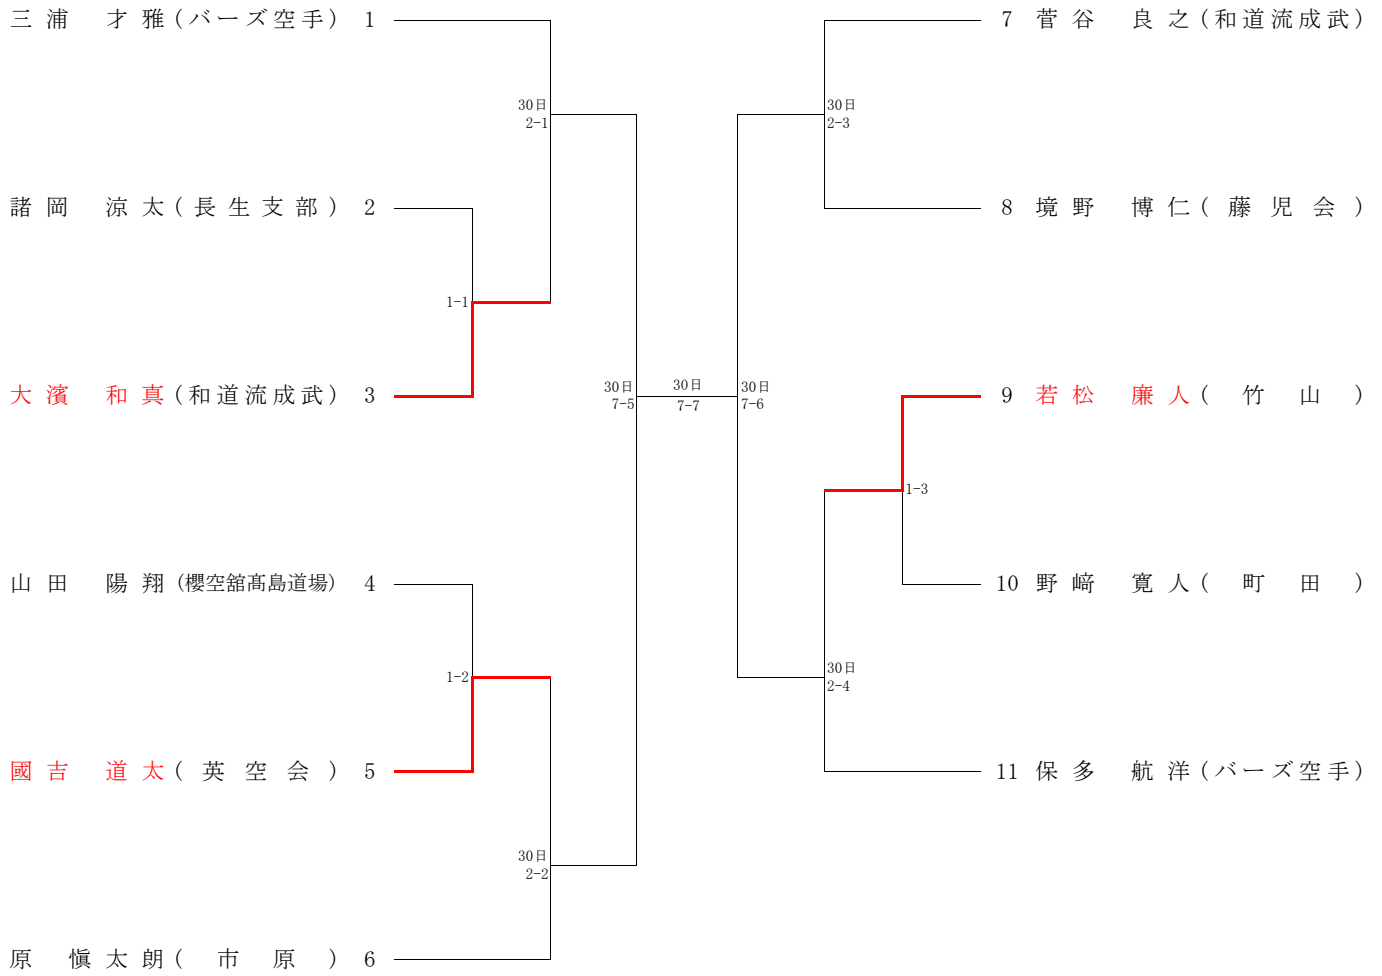 三浦 才雅(バーズ空手) 1
30日
2-1
諸岡 涼太(長生支部) 2
1-1
大濱 和真(和道流成武) 3
山田 陽翔(櫻空舘髙島道場) 4
1-2
國吉 道太(英空会) 5
30日
2-2
原 愼太朗(市原) 6
30日
7-5
30日
7-7
30日
7-6
7 菅谷 良之(和道流成武)
30日
2-3
8 境野 博仁(藤児会)
9 若松 廉人(竹山)
1-3
10 野﨑 寛人(町田)
30日
2-4
11 保多 航洋(バーズ空手)